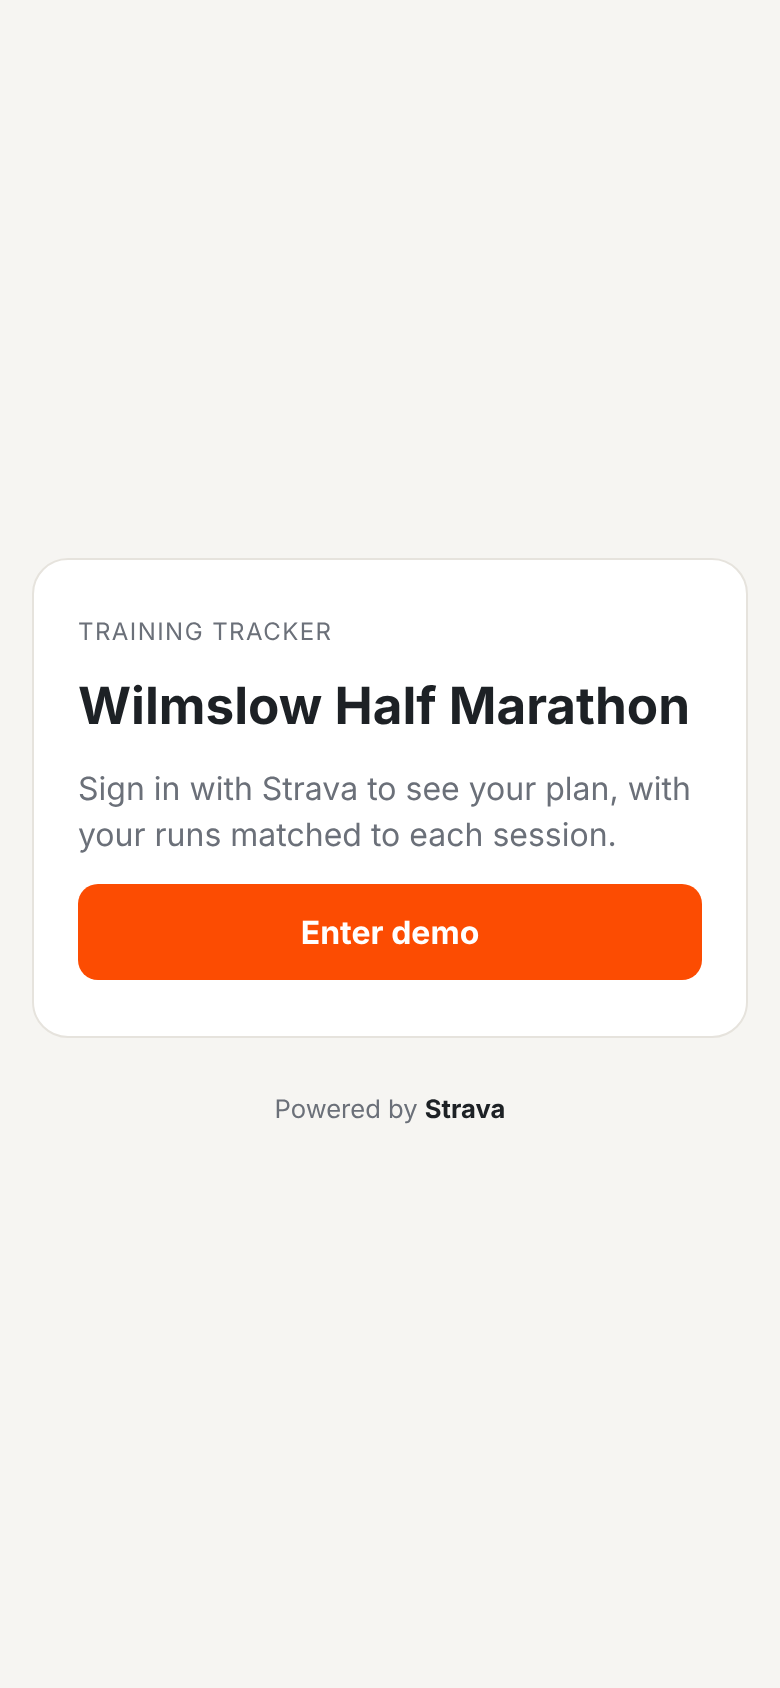 TRAINING TRACKER
Wilmslow Half Marathon
Sign in with Strava to see your plan, with
your runs matched to each session.
Enter demo
Powered by Strava